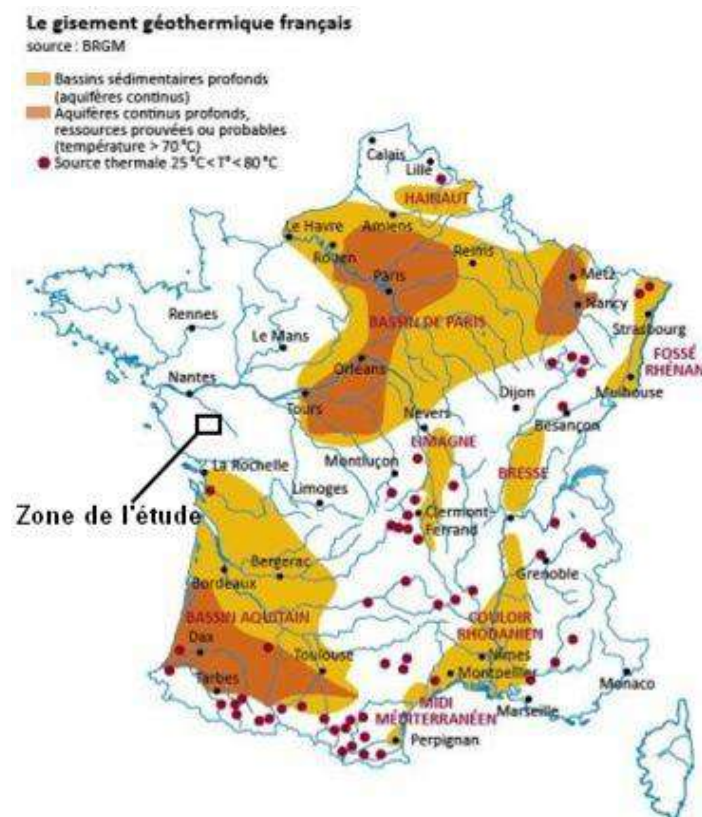 Le gisement géothermique français
source : BRGM
Bassins sédimentaires profonds
(aquifères continus)
Aquifères continus profonds,
ressources prouvées ou probables
(température > 70 °C)
Source thermale 25 °C < T° < 80 °C
Calais
Lille
HAINAUT
Amiens
Le Havre
Rouen
Reims
Metz
Paris
Nancy
Strasbourg
Rennes
BASSIN DE PARIS
Le Mans
FOSSÉ
RHÉNAN
Orléans
Mulhouse
Nantes
Tours
Dijon
Besançon
Nevers
LIMAGNE
BRESSE
Montluçon
La Rochelle
Limoges
Zone de l'étude
Clermont-
Ferrand
Grenoble
Bergerac
Bordeaux
BASSIN AQUITAIN
COULOIR
RHODANIEN
Dax
Toulouse
Nîmes
Montpellier
Monaco
Tarbes
Marseille
MIDI
MÉDITERRANÉEN
Perpignan